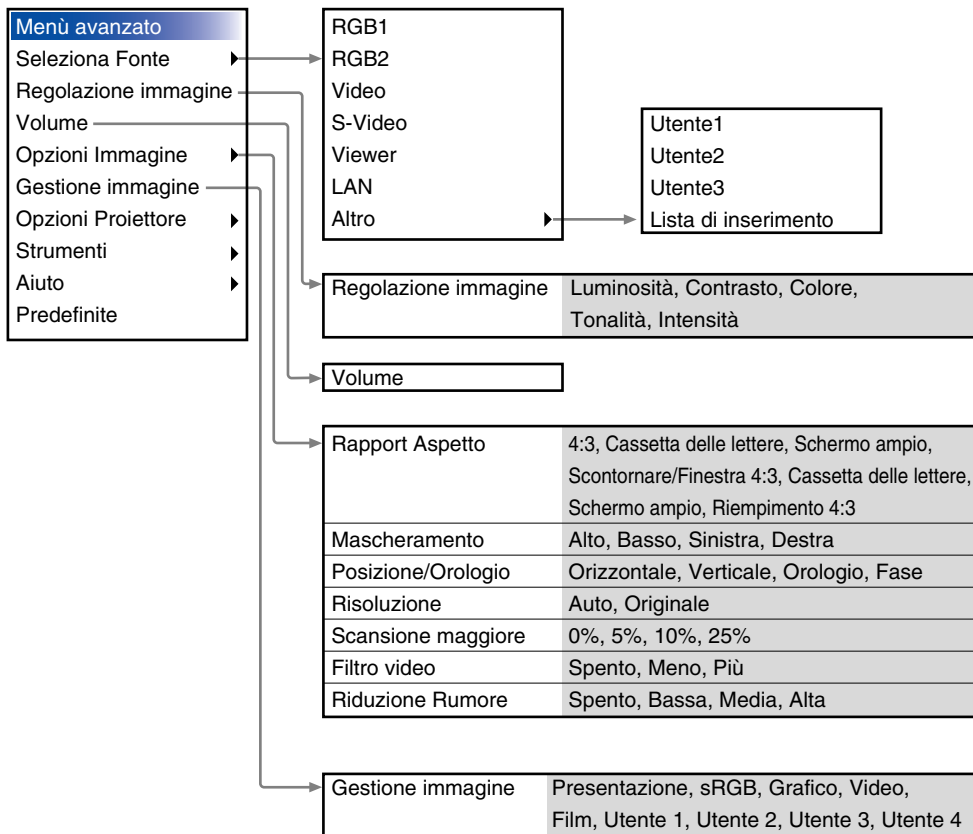 Menù avanzato
Seleziona Fonte
Regolazione immagine
Volume
Opzioni Immagine
Gestione immagine
Opzioni Proiettore
Strumenti
Aiuto
Predefinite
RGB1
RGB2
Video
S-Video
Viewer
LAN
Altro
Utente1
Utente2
Utente3
Lista di inserimento
Regolazione immagine Luminosità, Contrasto, Colore,
Tonalità, Intensità
Volume
Rapport Aspetto 4:3, Cassetta delle lettere, Schermo ampio,
Scontornare/Finestra 4:3, Cassetta delle lettere,
Schermo ampio, Riempimento 4:3
Mascheramento Alto, Basso, Sinistra, Destra
Posizione/Orologio Orizzontale, Verticale, Orologio, Fase
Risoluzione Auto, Originale
Scansione maggiore 0%, 5%, 10%, 25%
Filtro video Spento, Meno, Più
Riduzione Rumore Spento, Bassa, Media, Alta
Gestione immagine Presentazione, sRGB, Grafico, Video,
Film, Utente 1, Utente 2, Utente 3, Utente 4